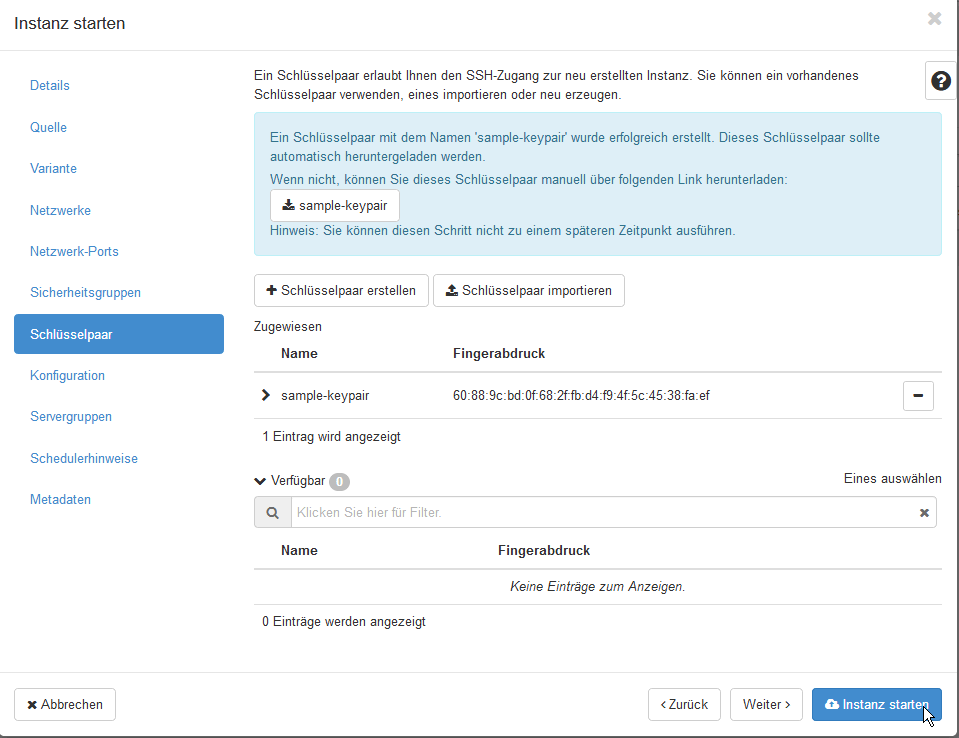 Instanz starten
Details
Quelle
Variante
Netzwerke
Netzwerk-Ports
Sicherheitsgruppen
Schlüsselpaar
Konfiguration
Servergruppen
Schedulerhinweise
Metadaten
Ein Schlüsselpaar erlaubt Ihnen den SSH-Zugang zur neu erstellten Instanz. Sie können ein vorhandenes
Schlüsselpaar verwenden, eines importieren oder neu erzeugen.
Ein Schlüsselpaar mit dem Namen 'sample-keypair' wurde erfolgreich erstellt. Dieses Schlüsselpaar sollte
automatisch heruntergeladen werden.
Wenn nicht, können Sie dieses Schlüsselpaar manuell über folgenden Link herunterladen:
sample-keypair
Hinweis: Sie können diesen Schritt nicht zu einem späteren Zeitpunkt ausführen.
Schlüsselpaar erstellen Schlüsselpaar importieren
Zugewiesen
Name Fingerabdruck
sample-keypair 60:88:9c:bd:0f:68:2f:fb:d4:f9:4f:5c:45:38:fa:ef
1 Eintrag wird angezeigt
Verfügbar 0 Eines auswählen
Klicken Sie hier für Filter.
Name Fingerabdruck
Keine Einträge zum Anzeigen.
0 Einträge werden angezeigt
Abbrechen ‹ Zurück Weiter › Instanz starten